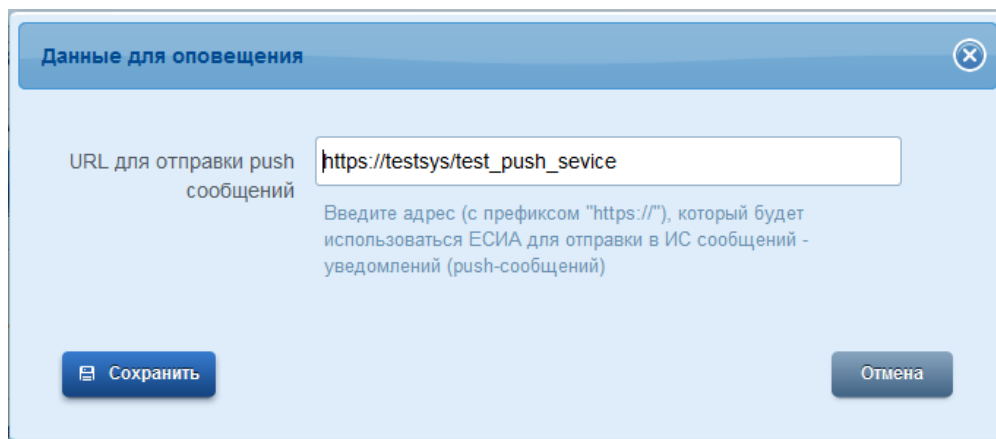 Данные для оповещения
URL для отправки push
сообщений
https://testsys/test_push_sevice
Введите адрес (с префиксом "https://"), который будет
использоваться ЕСИА для отправки в ИС сообщений -
уведомлений (push-сообщений)
Сохранить
Отмена